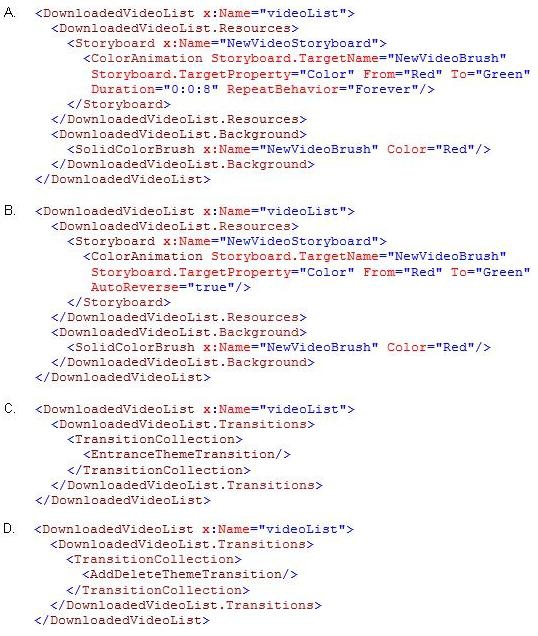 A. <DownloadedVideoList x:Name="videoList">
<DownloadedVideoList.Resources>
<Storyboard x:Name="NewVideoStoryboard">
<ColorAnimation Storyboard.TargetName="NewVideoBrush"
Storyboard.TargetProperty="Color" From="Red" To="Green"
Duration="0:0:8" RepeatBehavior="Forever"/>
</Storyboard>
</DownloadedVideoList.Resources>
<DownloadedVideoList.Background>
<SolidColorBrush x:Name="NewVideoBrush" Color="Red"/>
</DownloadedVideoList.Background>
</DownloadedVideoList>
B. <DownloadedVideoList x:Name="videoList">
<DownloadedVideoList.Resources>
<Storyboard x:Name="NewVideoStoryboard">
<ColorAnimation Storyboard.TargetName="NewVideoBrush"
Storyboard.TargetProperty="Color" From="Red" To="Green"
AutoReverse="true"/>
</Storyboard>
</DownloadedVideoList.Resources>
<DownloadedVideoList.Background>
<SolidColorBrush x:Name="NewVideoBrush" Color="Red"/>
</DownloadedVideoList.Background>
</DownloadedVideoList>
C. <DownloadedVideoList x:Name="videoList">
<DownloadedVideoList.Transitions>
<TransitionCollection>
<EntranceThemeTransition/>
</TransitionCollection>
</DownloadedVideoList.Transitions>
</DownloadedVideoList>
D. <DownloadedVideoList x:Name="videoList">
<DownloadedVideoList.Transitions>
<TransitionCollection>
<AddDeleteThemeTransition/>
</TransitionCollection>
</DownloadedVideoList.Transitions>
</DownloadedVideoList>